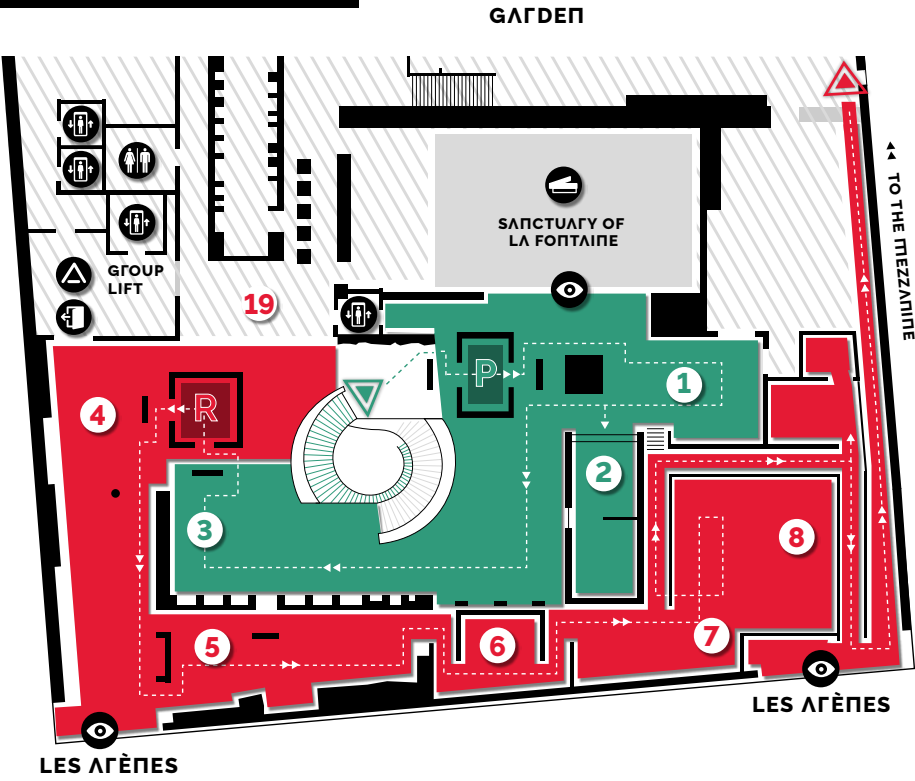 GARDEN
SANCTUARY OF
LA FONTAINE
TO THE MEZZANINE
GROUP
LIFT
19
P
1
R
4
2
3
8
7
5
6
LES ARÈNES
LES ARÈNES